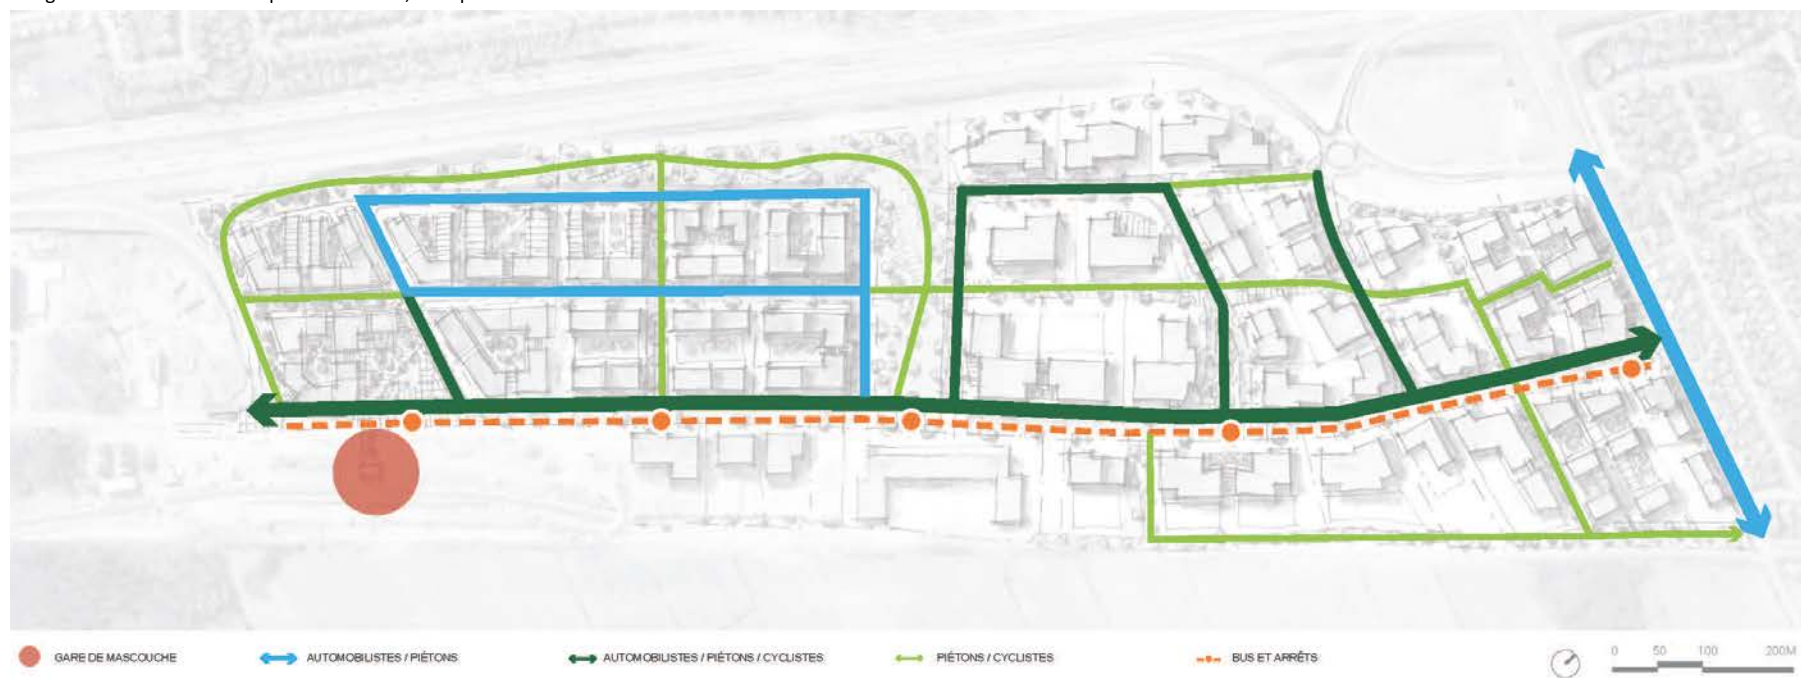 GARE DE MASCOUCHE
AUTOMOBILISTES / PIÉTONS
AUTOMOBILISTES / PIÉTONS / CYCLISTES
PIÉTONS / CYCLISTES
BUS ET ARRÊTS
0 50 100 200M